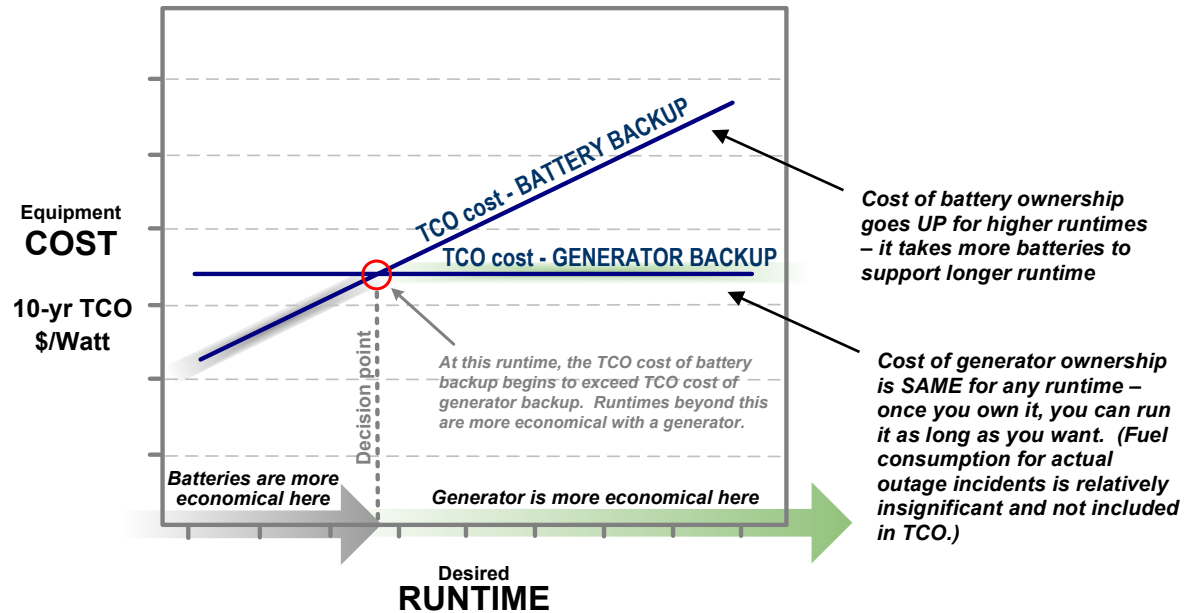 Equipment
COST
10-yr TCO
$/Watt
TCO cost - BATTERY BACKUP
TCO cost - GENERATOR BACKUP
Decision point
At this runtime, the TCO cost of battery
backup begins to exceed TCO cost of
generator backup.  Runtimes beyond this
are more economical with a generator.
Batteries are more
economical here
Generator is more economical here
Desired
RUNTIME
Cost of battery ownership
goes UP for higher runtimes
– it takes more batteries to
support longer runtime
Cost of generator ownership
is SAME for any runtime –
once you own it, you can run
it as long as you want.  (Fuel
consumption for actual
outage incidents is relatively
insignificant and not included
in TCO.)